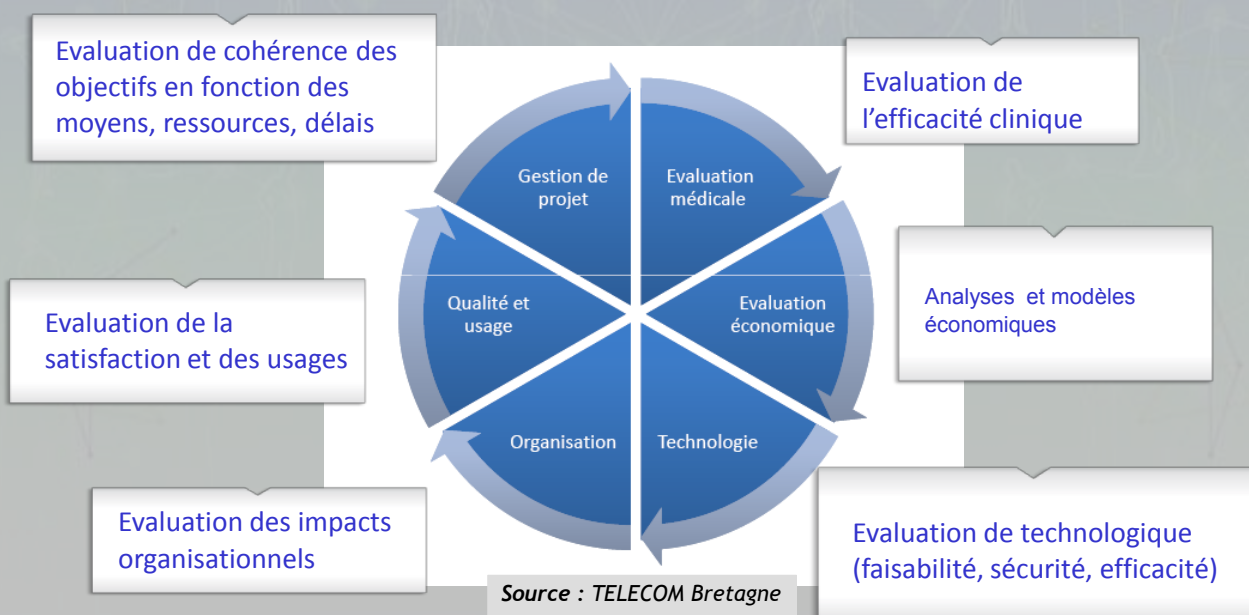 Evaluation de cohérence des
objectifs en fonction des
moyens, ressources, délais
Evaluation de
l'efficacité clinique
Gestion de
projet
Evaluation
médicale
Qualité et
usage
Evaluation
économique
Analyses et modèles
économiques
Evaluation de la
satisfaction et des usages
Organisation
Technologie
Evaluation des impacts
organisationnels
Evaluation de technologique
(faisabilité, sécurité, efficacité)
Source : TELECOM Bretagne